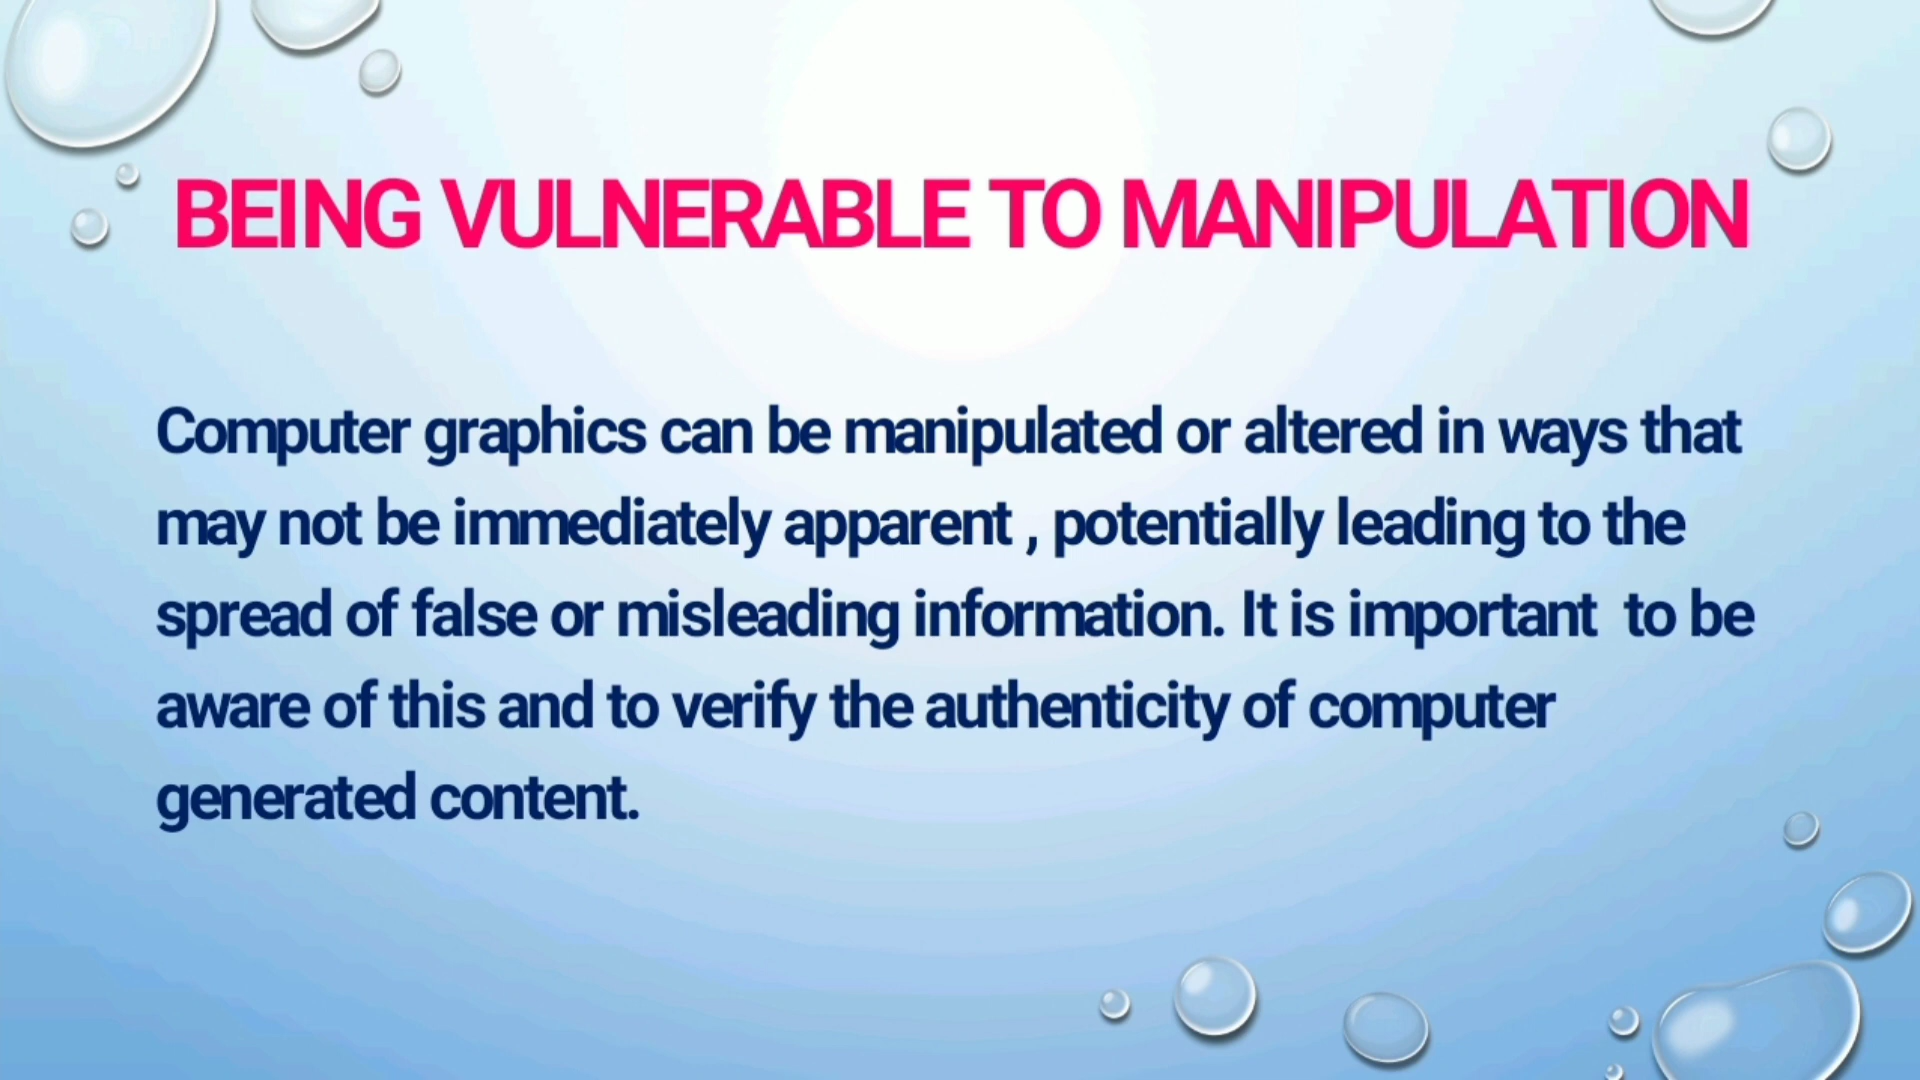 BEING VULNERABLE TO MANIPULATION
Computer graphics can be manipulated or altered in ways that
may not be immediately apparent , potentially leading to the
spread of false or misleading information. It is important  to be
aware of this and to verify the authenticity of computer
generated content.